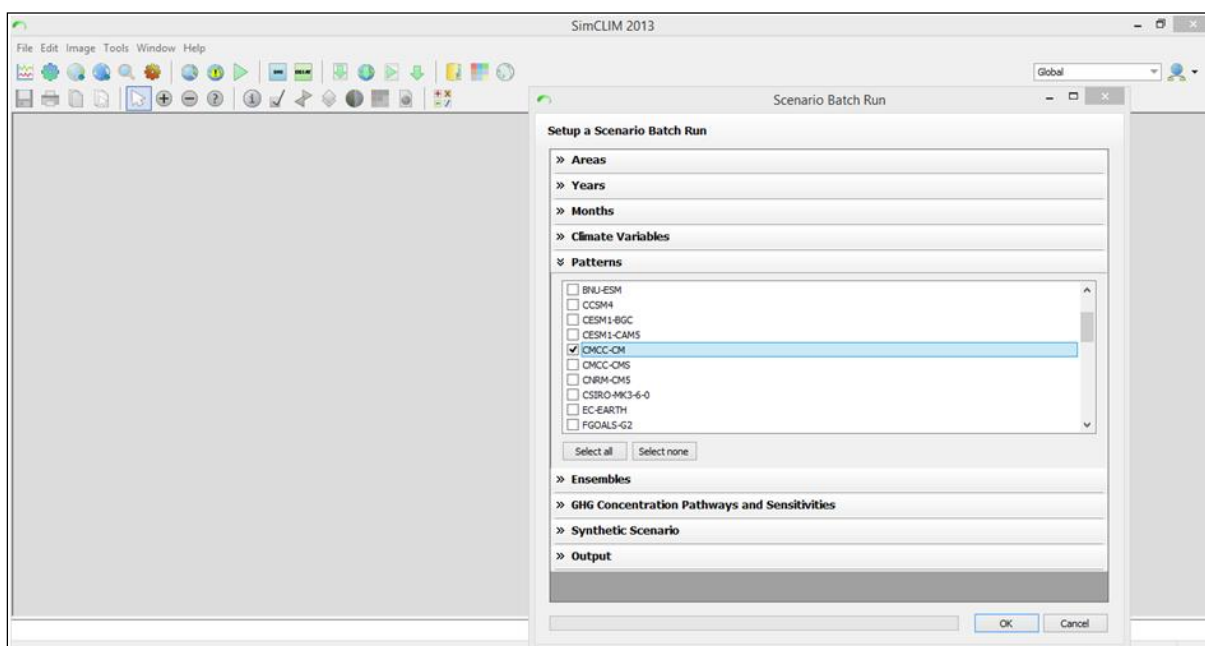 SimCLIM 2013
File Edit Image Tools Window Help
Global
Scenario Batch Run
Setup a Scenario Batch Run
» Areas
» Years
» Months
» Climate Variables
Patterns
BNU-ESM
CCSM4
CESM1-BGC
CESM1-CAM5
CMCC-CM
CMCC-CMS
CNRM-CM5
CSIRO-MK3-6-0
EC-EARTH
FGOALS-G2
Select all Select none
» Ensembles
» GHG Concentration Pathways and Sensitivities
» Synthetic Scenario
» Output
OK Cancel